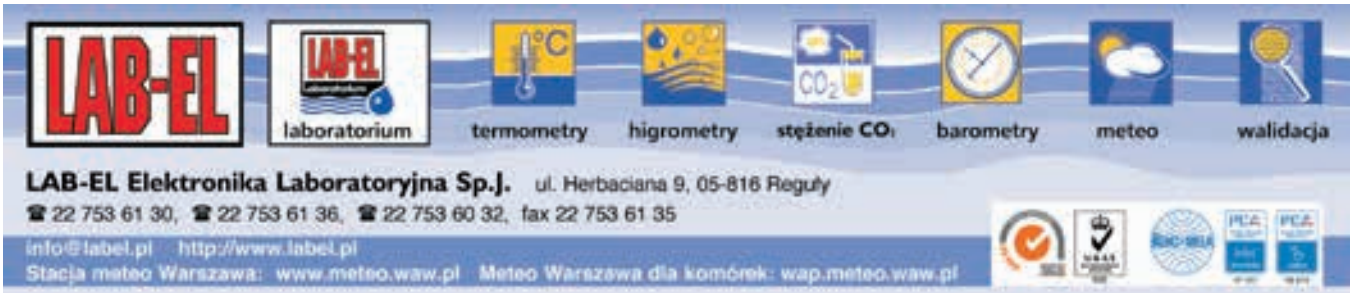 LAB-EL
LAB-EL
Laboratorium
laboratorium
°C
termometry
higrometry
CO2
stężenie CO₂
barometry
meteo
walidacja
LAB-EL Elektronika Laboratoryjna Sp.J. ul. Herbaciana 9, 05-816 Reguły
☎ 22 753 61 30, ☎ 22 753 61 36, ☎ 22 753 60 32, fax 22 753 61 35
info@label.pl http://www.label.pl
Stacja meteo Warszawa: www.meteo.waw.pl Meteo Warszawa dla komórek: wap.meteo.waw.pl
UKAS
PCA
PCA